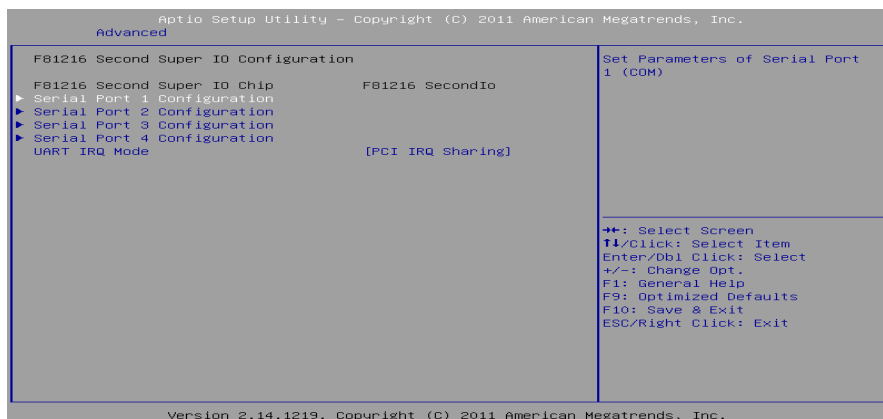 Aptio Setup Utility – Copyright (C) 2011 American Megatrends, Inc.
Advanced
F81216 Second Super IO Configuration
F81216 Second Super IO Chip F81216 SecondIo
► Serial Port 1 Configuration
► Serial Port 2 Configuration
► Serial Port 3 Configuration
► Serial Port 4 Configuration
UART IRQ Mode [PCI IRQ Sharing]
Set Parameters of Serial Port
1 (COM)
→←: Select Screen
↑↓/Click: Select Item
Enter/Dbl Click: Select
+/-: Change Opt.
F1: General Help
F9: Optimized Defaults
F10: Save & Exit
ESC/Right Click: Exit
Version 2.14.1219. Copyright (C) 2011 American Megatrends, Inc.